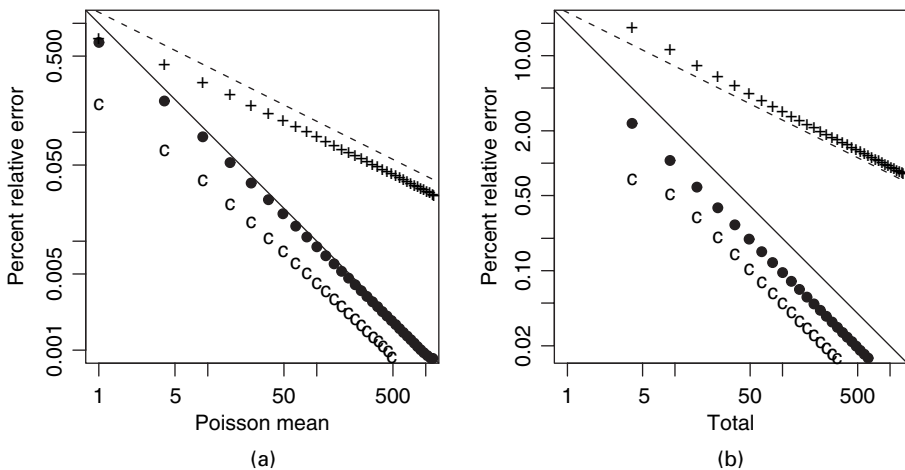 Percent relative error
0.500
0.050
0.005
0.001
1
5
50
500
Poisson mean
(a)
Percent relative error
10.00
2.00
0.50
0.10
0.02
1
5
50
500
Total
(b)